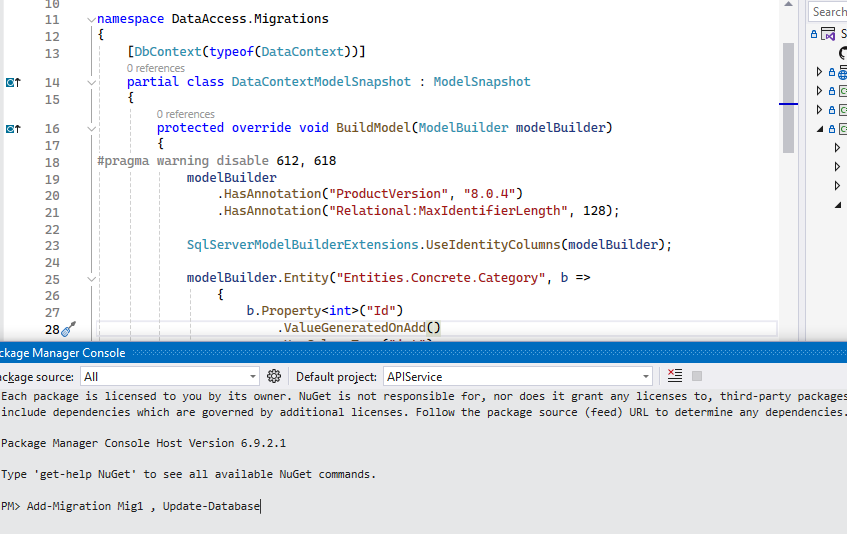 10
11 namespace DataAccess.Migrations
12 {
13 [DbContext(typeof(DataContext))]
0 references
14 partial class DataContextModelSnapshot : ModelSnapshot
15 {
0 references
16 protected override void BuildModel(ModelBuilder modelBuilder)
17 {
18 #pragma warning disable 612, 618
19 modelBuilder
20 .HasAnnotation("ProductVersion", "8.0.4")
21 .HasAnnotation("Relational:MaxIdentifierLength", 128);
22
23 SqlServerModelBuilderExtensions.UseIdentityColumns(modelBuilder);
24
25 modelBuilder.Entity("Entities.Concrete.Category", b =>
26 {
27 b.Property<int>("Id")
28 .ValueGeneratedOnAdd()
Search
S
ckage Manager Console
ackage source: All Default project: APIService
Each package is licensed to you by its owner. NuGet is not responsible for, nor does it grant any licenses to, third-party packages
include dependencies which are governed by additional licenses. Follow the package source (feed) URL to determine any dependencies.
Package Manager Console Host Version 6.9.2.1
Type 'get-help NuGet' to see all available NuGet commands.
PM> Add-Migration Mig1 , Update-Database